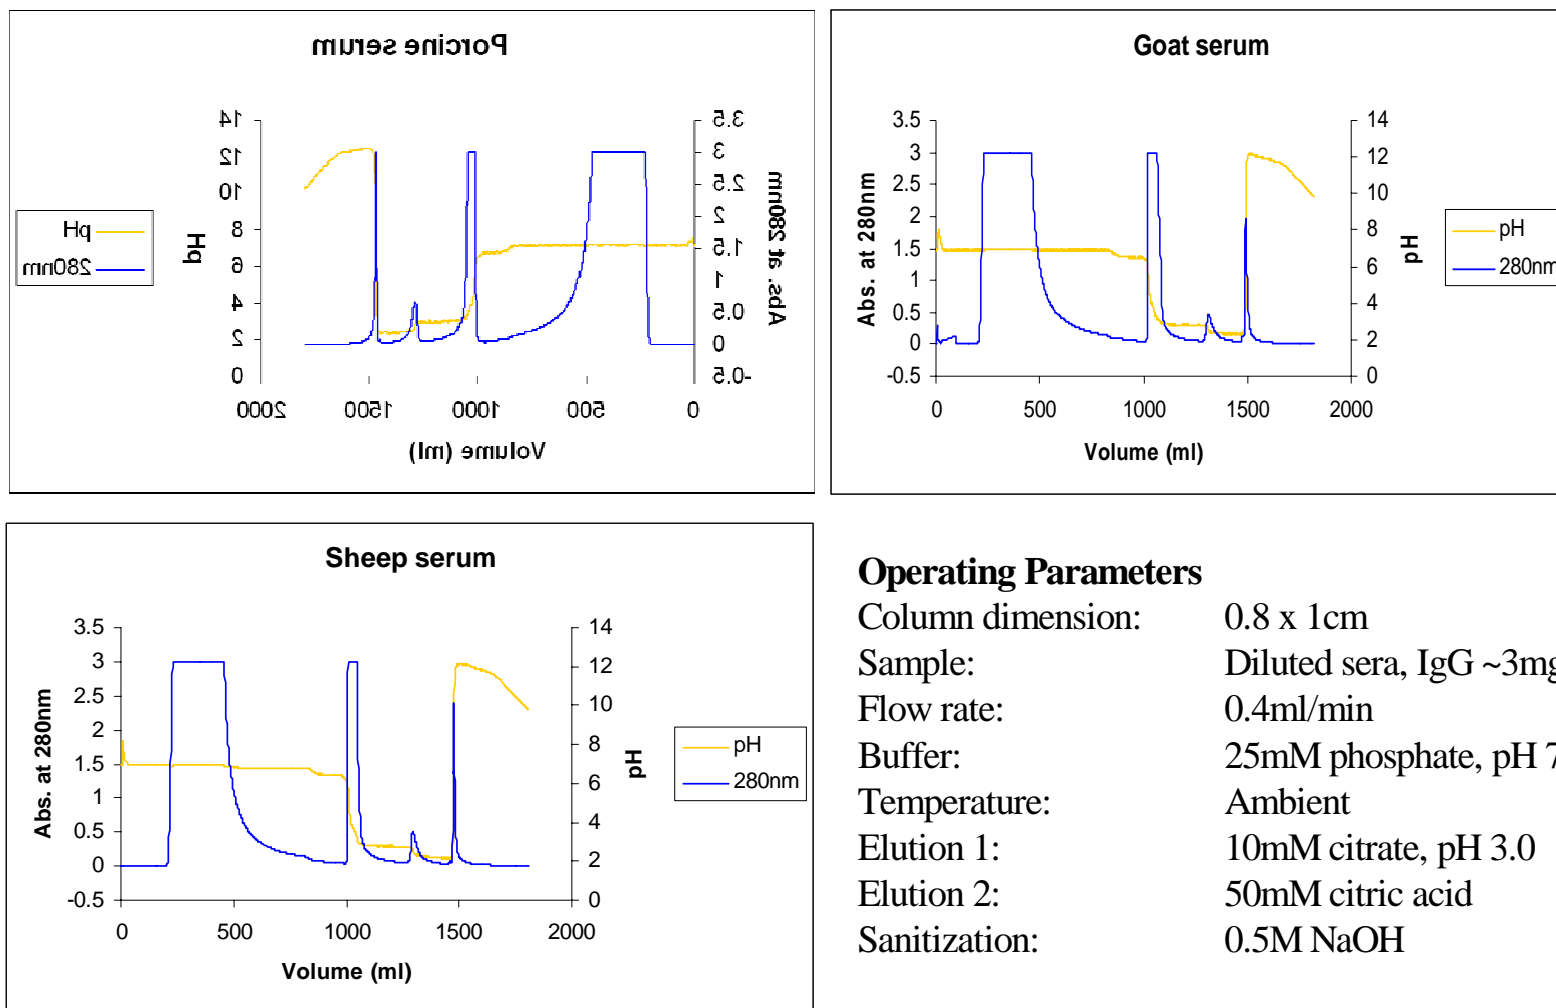 Porcine serum
14
12
10
8
6
4
2
0
pH
3.5
3
2.5
2
1.5
1
0.5
0
-0.5
Abs. at 280nm
2000
1500
1000
500
0
Volume (ml)
pH
280nm
Goat serum
3.5
3
2.5
2
1.5
1
0.5
0
-0.5
Abs. at 280nm
14
12
10
8
6
4
2
0
pH
0
500
1000
1500
2000
Volume (ml)
pH
280nm
Sheep serum
3.5
3
2.5
2
1.5
1
0.5
0
-0.5
Abs. at 280nm
14
12
10
8
6
4
2
0
pH
0
500
1000
1500
2000
Volume (ml)
pH
280nm
Operating Parameters
Column dimension: 0.8 x 1cm
Sample: Diluted sera, IgG ~3mg
Flow rate: 0.4ml/min
Buffer: 25mM phosphate, pH 7
Temperature: Ambient
Elution 1: 10mM citrate, pH 3.0
Elution 2: 50mM citric acid
Sanitization: 0.5M NaOH